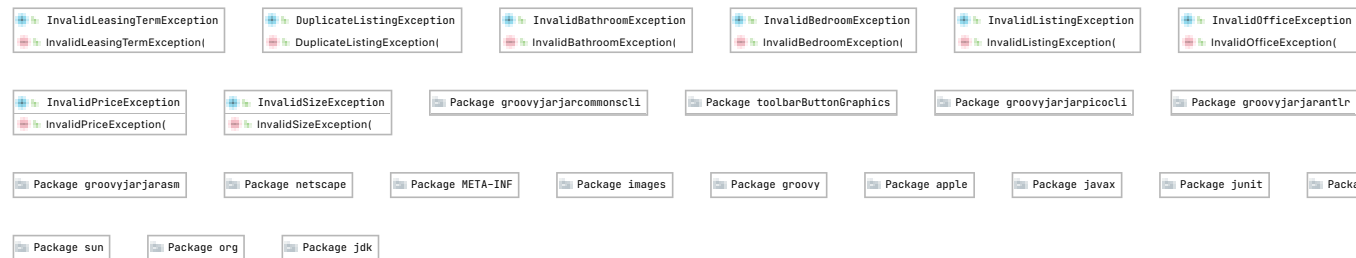 InvalidLeasingTermException
InvalidLeasingTermException(
DuplicateListingException
DuplicateListingException(
InvalidBathroomException
InvalidBathroomException(
InvalidBedroomException
InvalidBedroomException(
InvalidListingException
InvalidListingException(
InvalidOfficeException
InvalidOfficeException(
InvalidPriceException
InvalidPriceException(
InvalidSizeException
InvalidSizeException(
Package groovyjarjarcommonscli
Package toolbarButtonGraphics
Package groovyjarjarpicocli
Package groovyjarjarantlr
Package groovyjarjarasm
Package netscape
Package META-INF
Package images
Package groovy
Package apple
Package javax
Package junit
Packa
Package sun
Package org
Package jdk